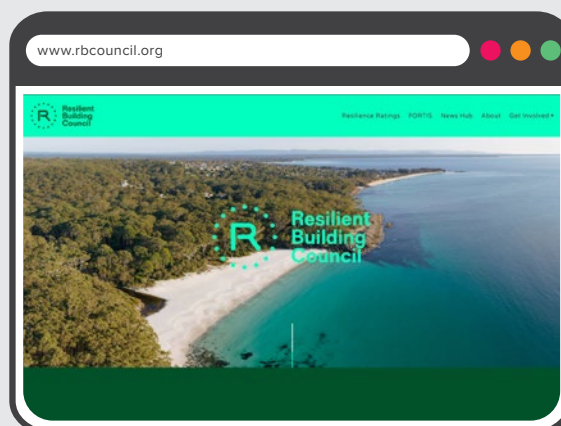 www.rbcouncil.org
R Resilient
Building
Council
Resilience Ratings FORTIS News Hub About Get Involved
R Resilient
Building
Council